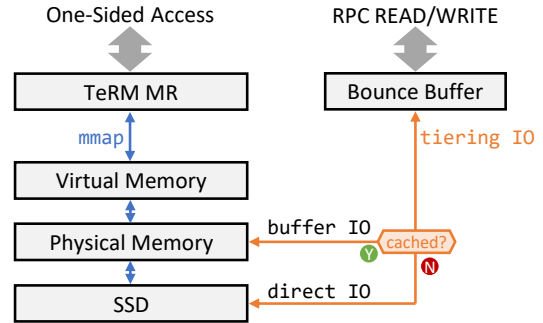 One-Sided Access
RPC READ/WRITE
TeRM MR
Bounce Buffer
mmap
tiering IO
Virtual Memory
buffer IO
Physical Memory
cached?
Y
N
direct IO
SSD